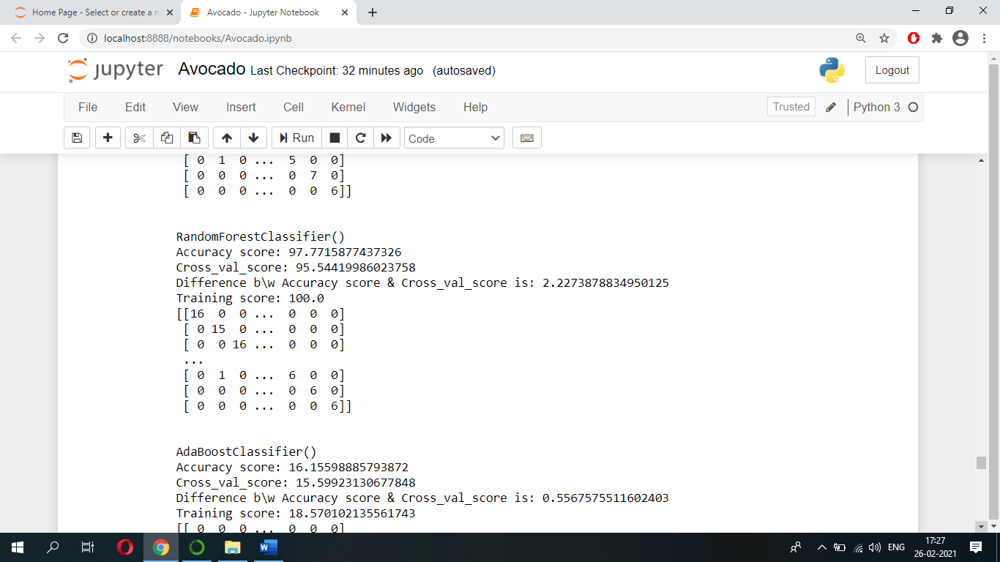 Home Page - Select or create a n
Avocado - Jupyter Notebook
localhost:8888/notebooks/Avocado.ipynb
jupyter Avocado Last Checkpoint: 32 minutes ago (autosaved)
Logout
File Edit View Insert Cell Kernel Widgets Help
Trusted Python 3
Run Code
[ 0 1 0 ... 5 0 0]
[ 0 0 0 ... 0 7 0]
[ 0 0 0 ... 0 0 6]]
RandomForestClassifier()
Accuracy score: 97.7715877437326
Cross_val_score: 95.54419986023758
Difference b\w Accuracy score & Cross_val_score is: 2.2273878834950125
Training score: 100.0
[[16 0 0 ... 0 0 0]
[ 0 15 0 ... 0 0 0]
[ 0 0 16 ... 0 0 0]
...
[ 0 1 0 ... 6 0 0]
[ 0 0 0 ... 0 6 0]
[ 0 0 0 ... 0 0 6]]
AdaBoostClassifier()
Accuracy score: 16.15598885793872
Cross_val_score: 15.59923130677848
Difference b\w Accuracy score & Cross_val_score is: 0.5567575511602403
Training score: 18.570102135561743
[[ 0 0 0 ... 0 0 0]
ENG
17:27
26-02-2021